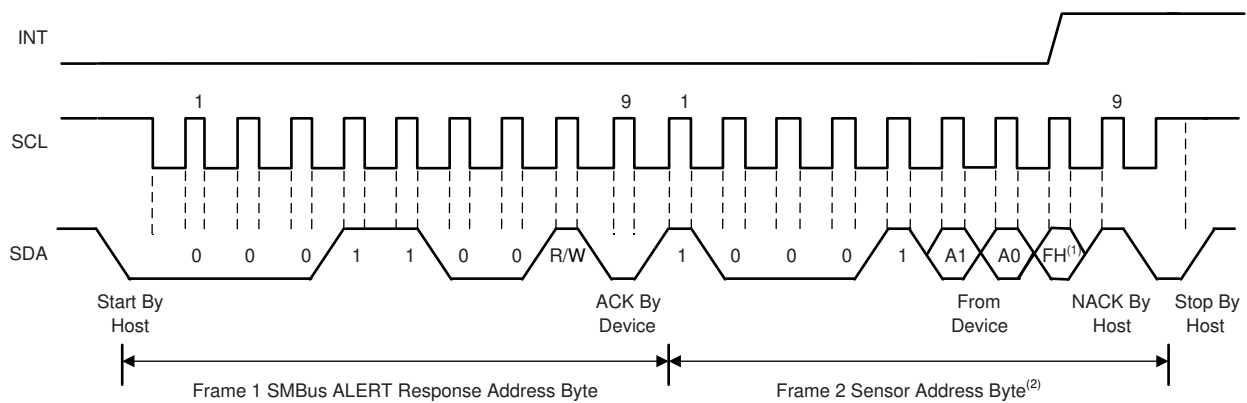 INT
1 9 1 9
SCL
SDA
0 0 0 1 1 0 0 R/W 1 0 0 0 1 A1 A0 FH(1)
Start By
Host
ACK By
Device
From
Device
NACK By
Host
Stop By
Host
Frame 1 SMBus ALERT Response Address Byte
Frame 2 Sensor Address Byte(2)